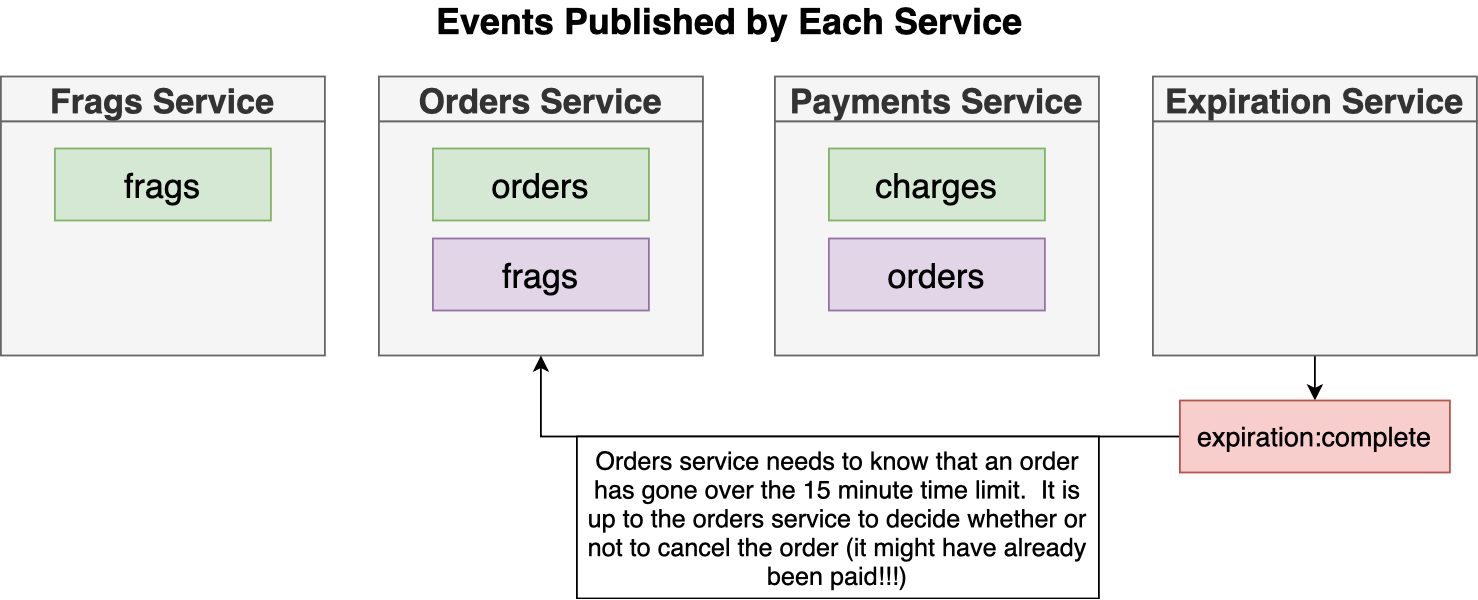 Events Published by Each Service
Frags Service
Orders Service
Payments Service
Expiration Service
frags
orders
charges
frags
orders
expiration:complete
Orders service needs to know that an order
has gone over the 15 minute time limit.  It is
up to the orders service to decide whether or
not to cancel the order (it might have already
been paid!!!)